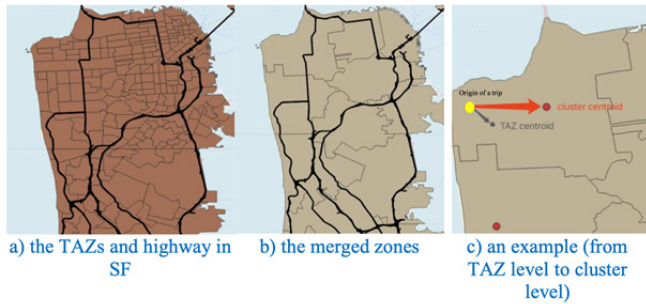 Origin of a trip
cluster centroid
TAZ centroid
a) the TAZs and highway in
SF
b) the merged zones
c) an example (from
TAZ level to cluster
level)